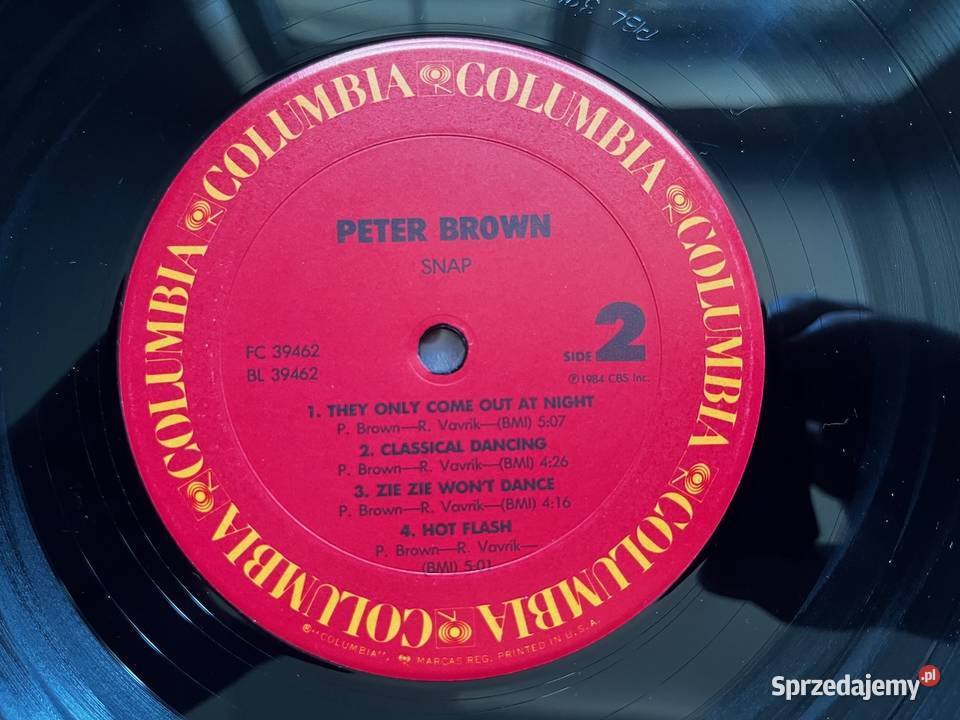 COLUMBIA COLUMBIA COLUMBIA COLUMBIA COLUMBIA COLUMBIA COLUMBIA COLUMBIA
PETER BROWN
SNAP
FC 39462
BL 39462
SIDE 2
Ⓟ1984 CBS Inc.
1. THEY ONLY COME OUT AT NIGHT
P. Brown—R. Vavrik—(BMI) 5:07
2. CLASSICAL DANCING
P. Brown—R. Vavrik—(BMI) 4:26
3. ZIE ZIE WON'T DANCE
P. Brown—R. Vavrik—(BMI) 4:16
4. HOT FLASH
P. Brown—R. Vavrik—
(BMI) 5:01
®"COLUMBIA", MARCAS REG. PRINTED IN U.S.A.
Sprzedajemy.pl